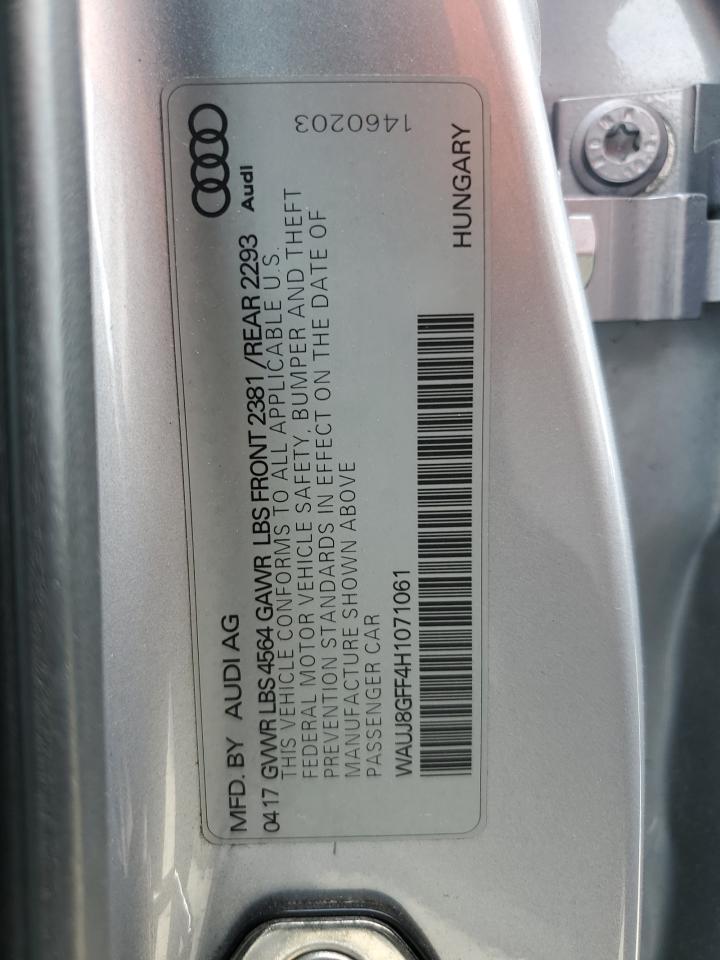 MFD. BY AUDI AG
Audi
0417 GVWR LBS 4564 GAWR LBS FRONT 2381 /REAR 2293
THIS VEHICLE CONFORMS TO ALL APPLICABLE U.S.
FEDERAL MOTOR VEHICLE SAFETY, BUMPER AND THEFT
PREVENTION STANDARDS IN EFFECT ON THE DATE OF
MANUFACTURE SHOWN ABOVE
PASSENGER CAR
1460203
WAUJ8GFF4H1071061
HUNGARY